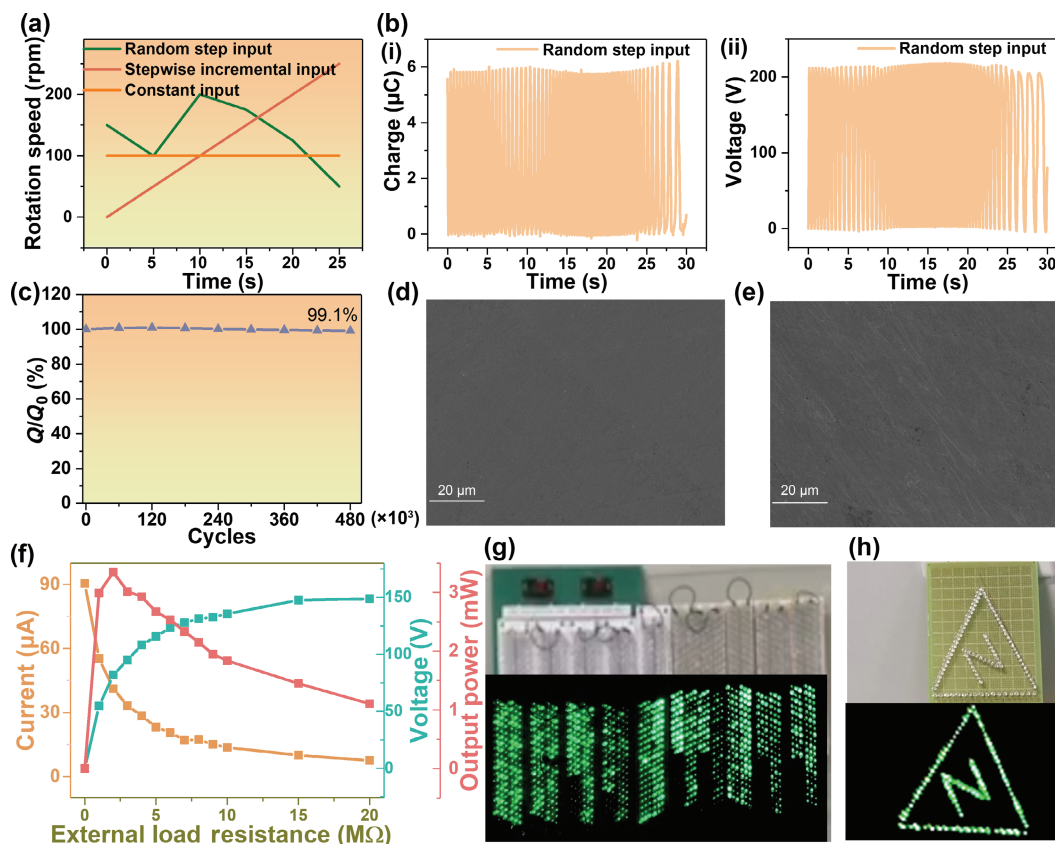 (a)
Rotation speed (rpm)
200
100
0
Random step input
Stepwise incremental input
Constant input
0 5 10 15 20 25
Time (s)
(b)
(i)
Random step input
Charge (μC)
6
4
2
0
0 5 10 15 20 25 30
Time (s)
(ii)
Random step input
Voltage (V)
200
100
0
0 5 10 15 20 25 30
Time (s)
(c)
Q/Q0 (%)
120
100
80
60
40
20
0
99.1%
0 120 240 360 480 (×10³)
Cycles
(d)
20 μm
(e)
20 μm
(f)
Current (μA)
90
60
30
0
Voltage (V)
150
100
50
0
Output power (mW)
3
2
1
0
0 5 10 15 20
External load resistance (MΩ)
(g)
(h)